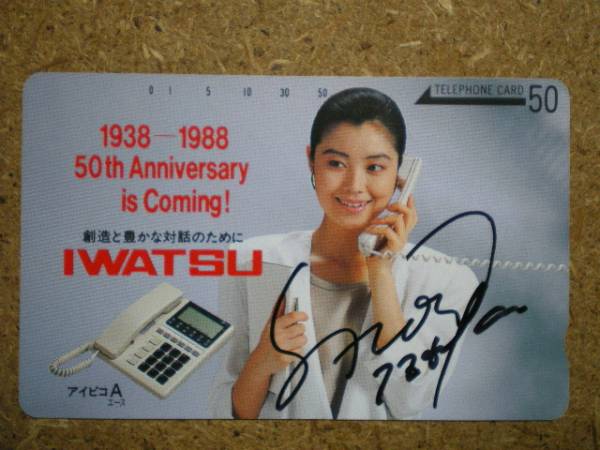 0 1 5 10 30 50
TELEPHONE CARD 50
1938—1988
50th Anniversary
is Coming!
創造と豊かな対話のために
IWATSU
アイピコA
エース